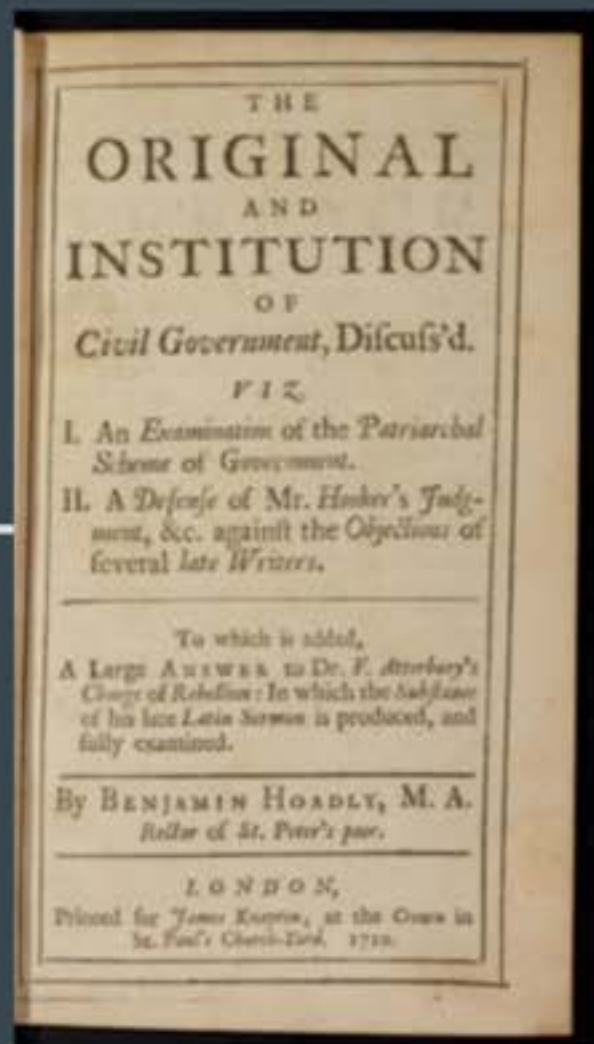 THE
ORIGINAL
AND
INSTITUTION
OF
Civil Government, Diſcuſs'd.
VIZ.
I. An Examination of the Patriarchal
Scheme of Government.
II. A Defenſe of Mr. Hooker's Judg-
ment, &c. againſt the Objections of
ſeveral late Writers.
To which is added,
A Large ANSWER to Dr. F. Atterbury's
Charge of Rebellion: In which the Subſtance
of his late Latin Sermon is produced, and
fully examined.
By BENJAMIN HOADLY, M. A.
Rector of St. Peter's poor.
LONDON,
Printed for James Knapton, at the Crown in
St. Paul's Church-Yard. 1710.